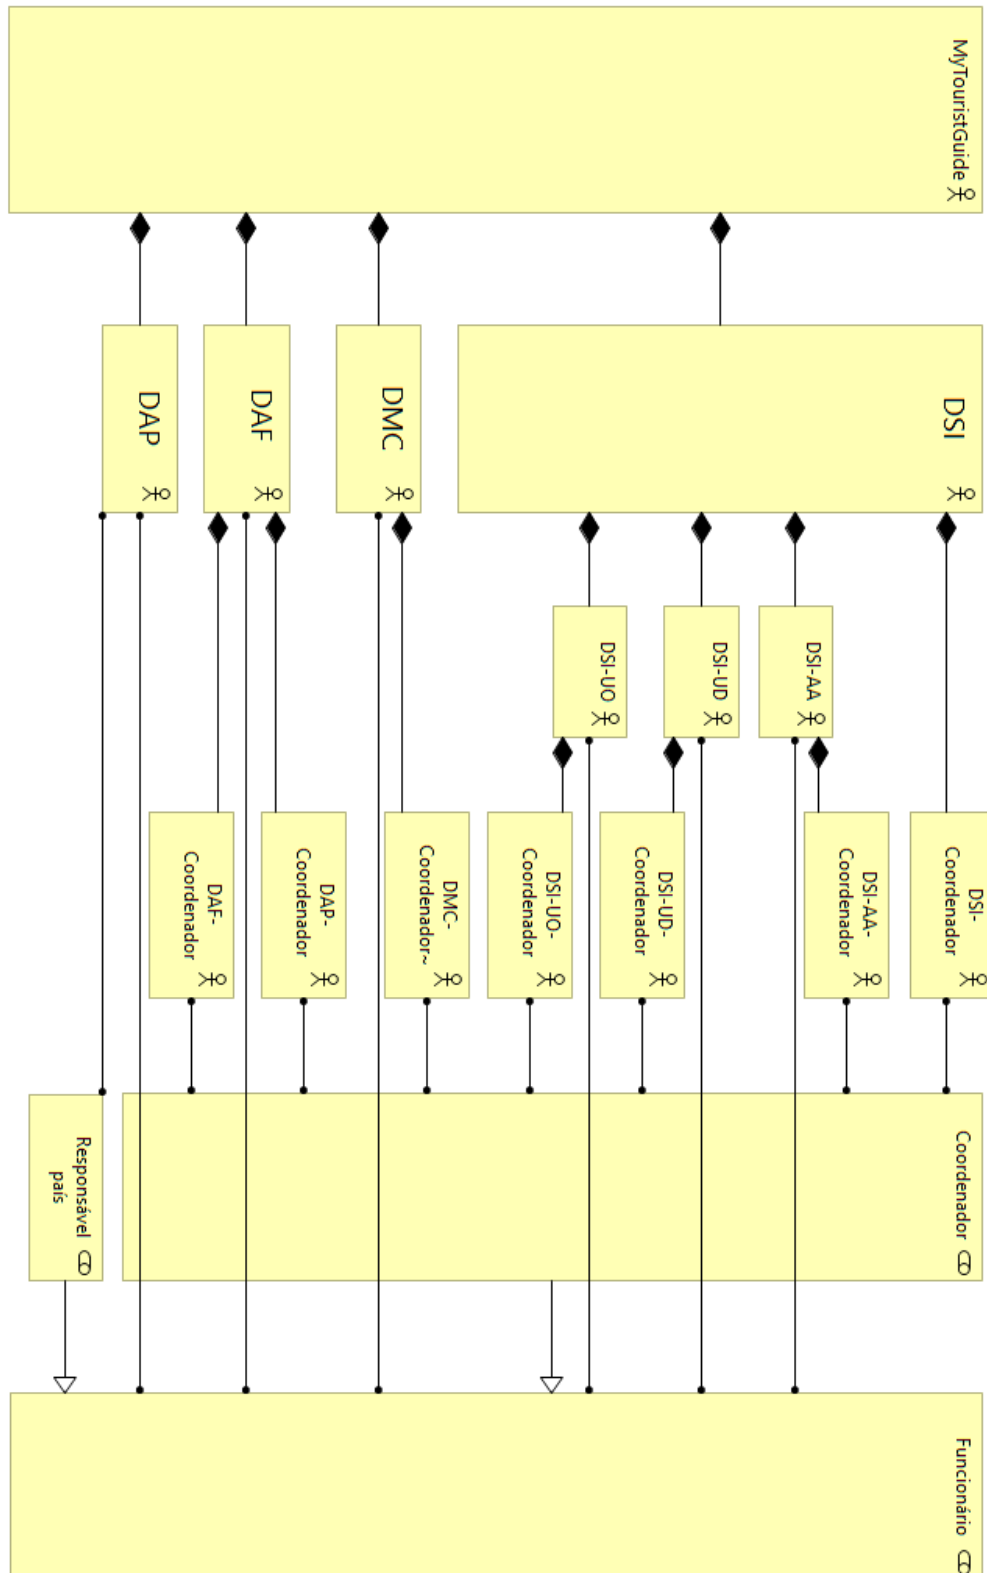 MyTouristGuide
DSI
DMC
DAF
DAP
DSI-AA
DSI-UD
DSI-UO
DSI-
Coordenador
DSI-AA-
Coordenador
DSI-UD-
Coordenador
DSI-UO-
Coordenador
DMC-
Coordenador~
DAP-
Coordenador
DAF-
Coordenador
Coordenador
Responsável
país
Funcionário